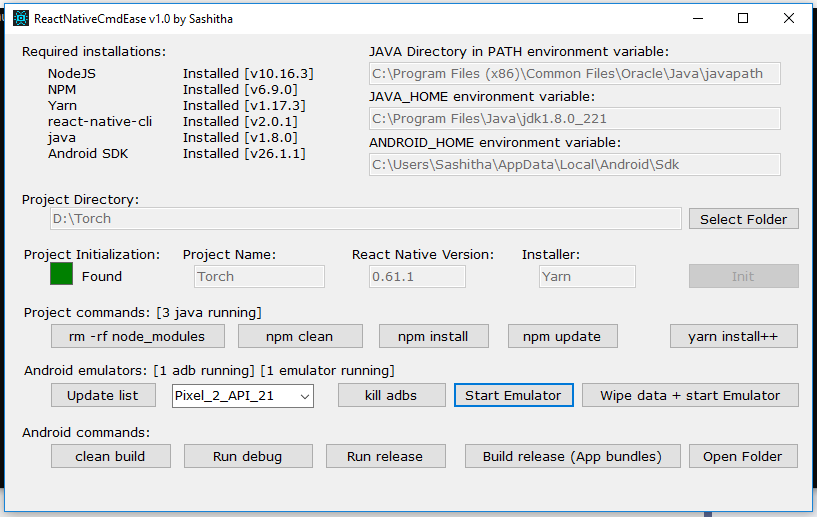 ReactNativeCmdEase v1.0 by Sashitha
Required installations:
NodeJS Installed [v10.16.3]
NPM Installed [v6.9.0]
Yarn Installed [v1.17.3]
react-native-cli Installed [v2.0.1]
java Installed [v1.8.0]
Android SDK Installed [v26.1.1]
JAVA Directory in PATH environment variable:
C:\Program Files (x86)\Common Files\Oracle\Java\javapath
JAVA_HOME environment variable:
C:\Program Files\Java\jdk1.8.0_221
ANDROID_HOME environment variable:
C:\Users\Sashitha\AppData\Local\Android\Sdk
Project Directory:
D:\Torch Select Folder
Project Initialization: Project Name: React Native Version: Installer:
Found Torch 0.61.1 Yarn Init
Project commands: [3 java running]
rm -rf node_modules npm clean npm install npm update yarn install++
Android emulators: [1 adb running] [1 emulator running]
Update list Pixel_2_API_21 kill adbs Start Emulator Wipe data + start Emulator
Android commands:
clean build Run debug Run release Build release (App bundles) Open Folder